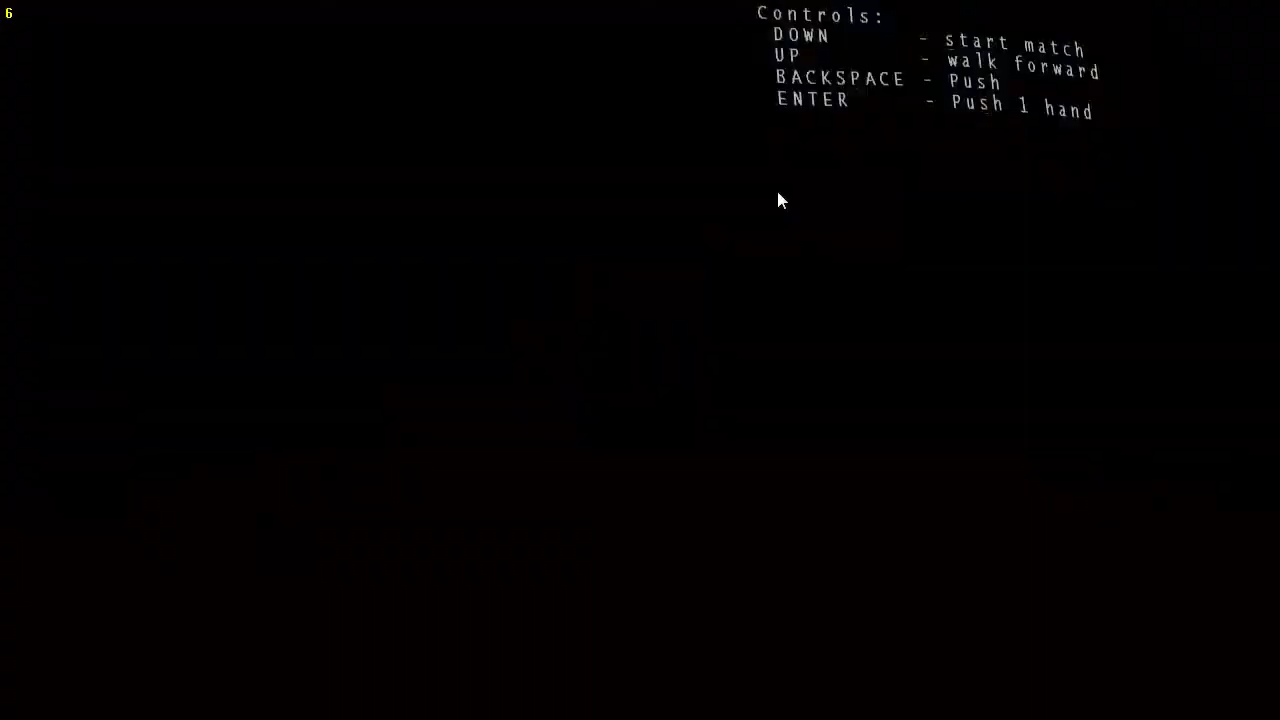 6
Controls:
DOWN - start match
UP - walk forward
BACKSPACE - Push
ENTER - Push 1 hand